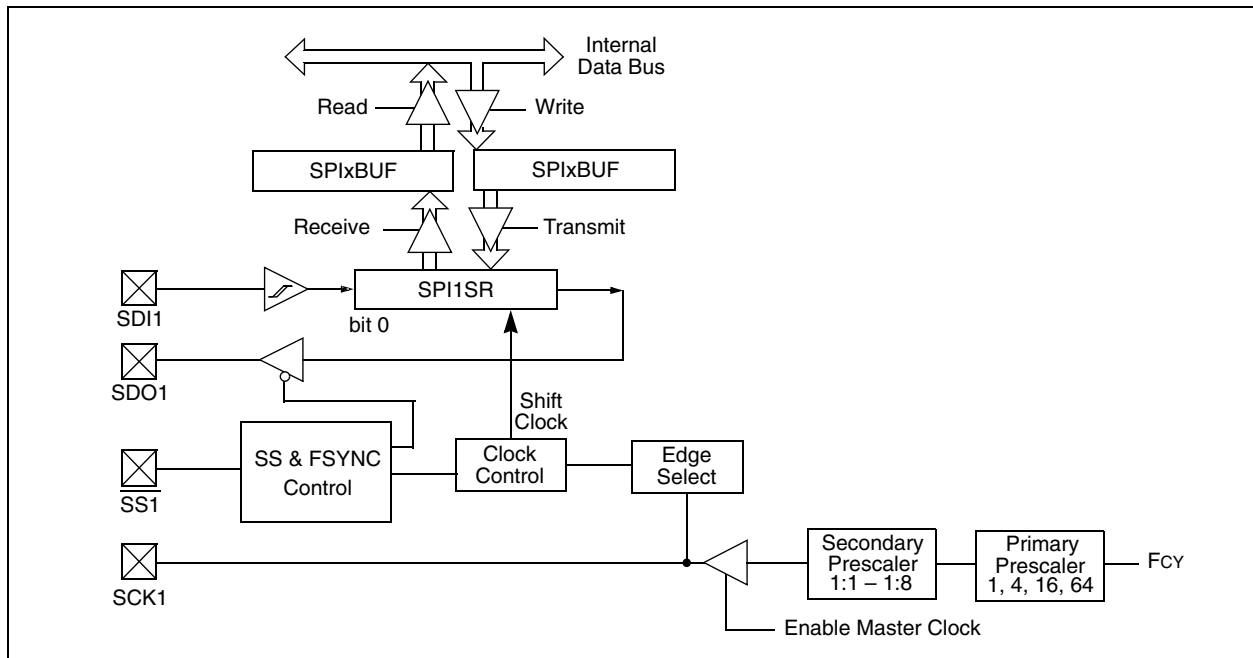 Internal
Data Bus
Read
Write
SPIxBUF
SPIxBUF
Receive
Transmit
SDI1
SPI1SR
bit 0
SDO1
Shift
Clock
SS & FSYNC
Control
Clock
Control
Edge
Select
SS1
SCK1
Secondary
Prescaler
1:1 – 1:8
Primary
Prescaler
1, 4, 16, 64
FCY
Enable Master Clock